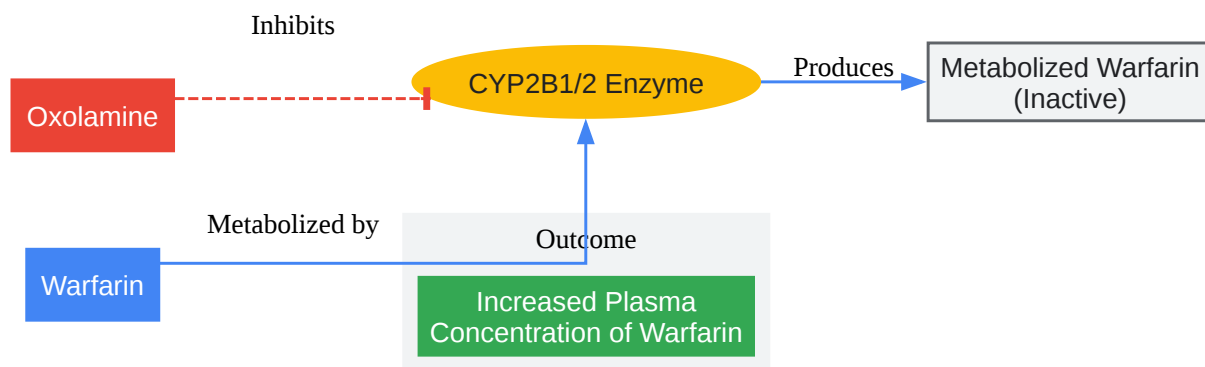 Inhibits
Oxolamine
CYP2B1/2 Enzyme
Produces
Metabolized Warfarin
(Inactive)
Metabolized by
Warfarin
Outcome
Increased Plasma
Concentration of Warfarin